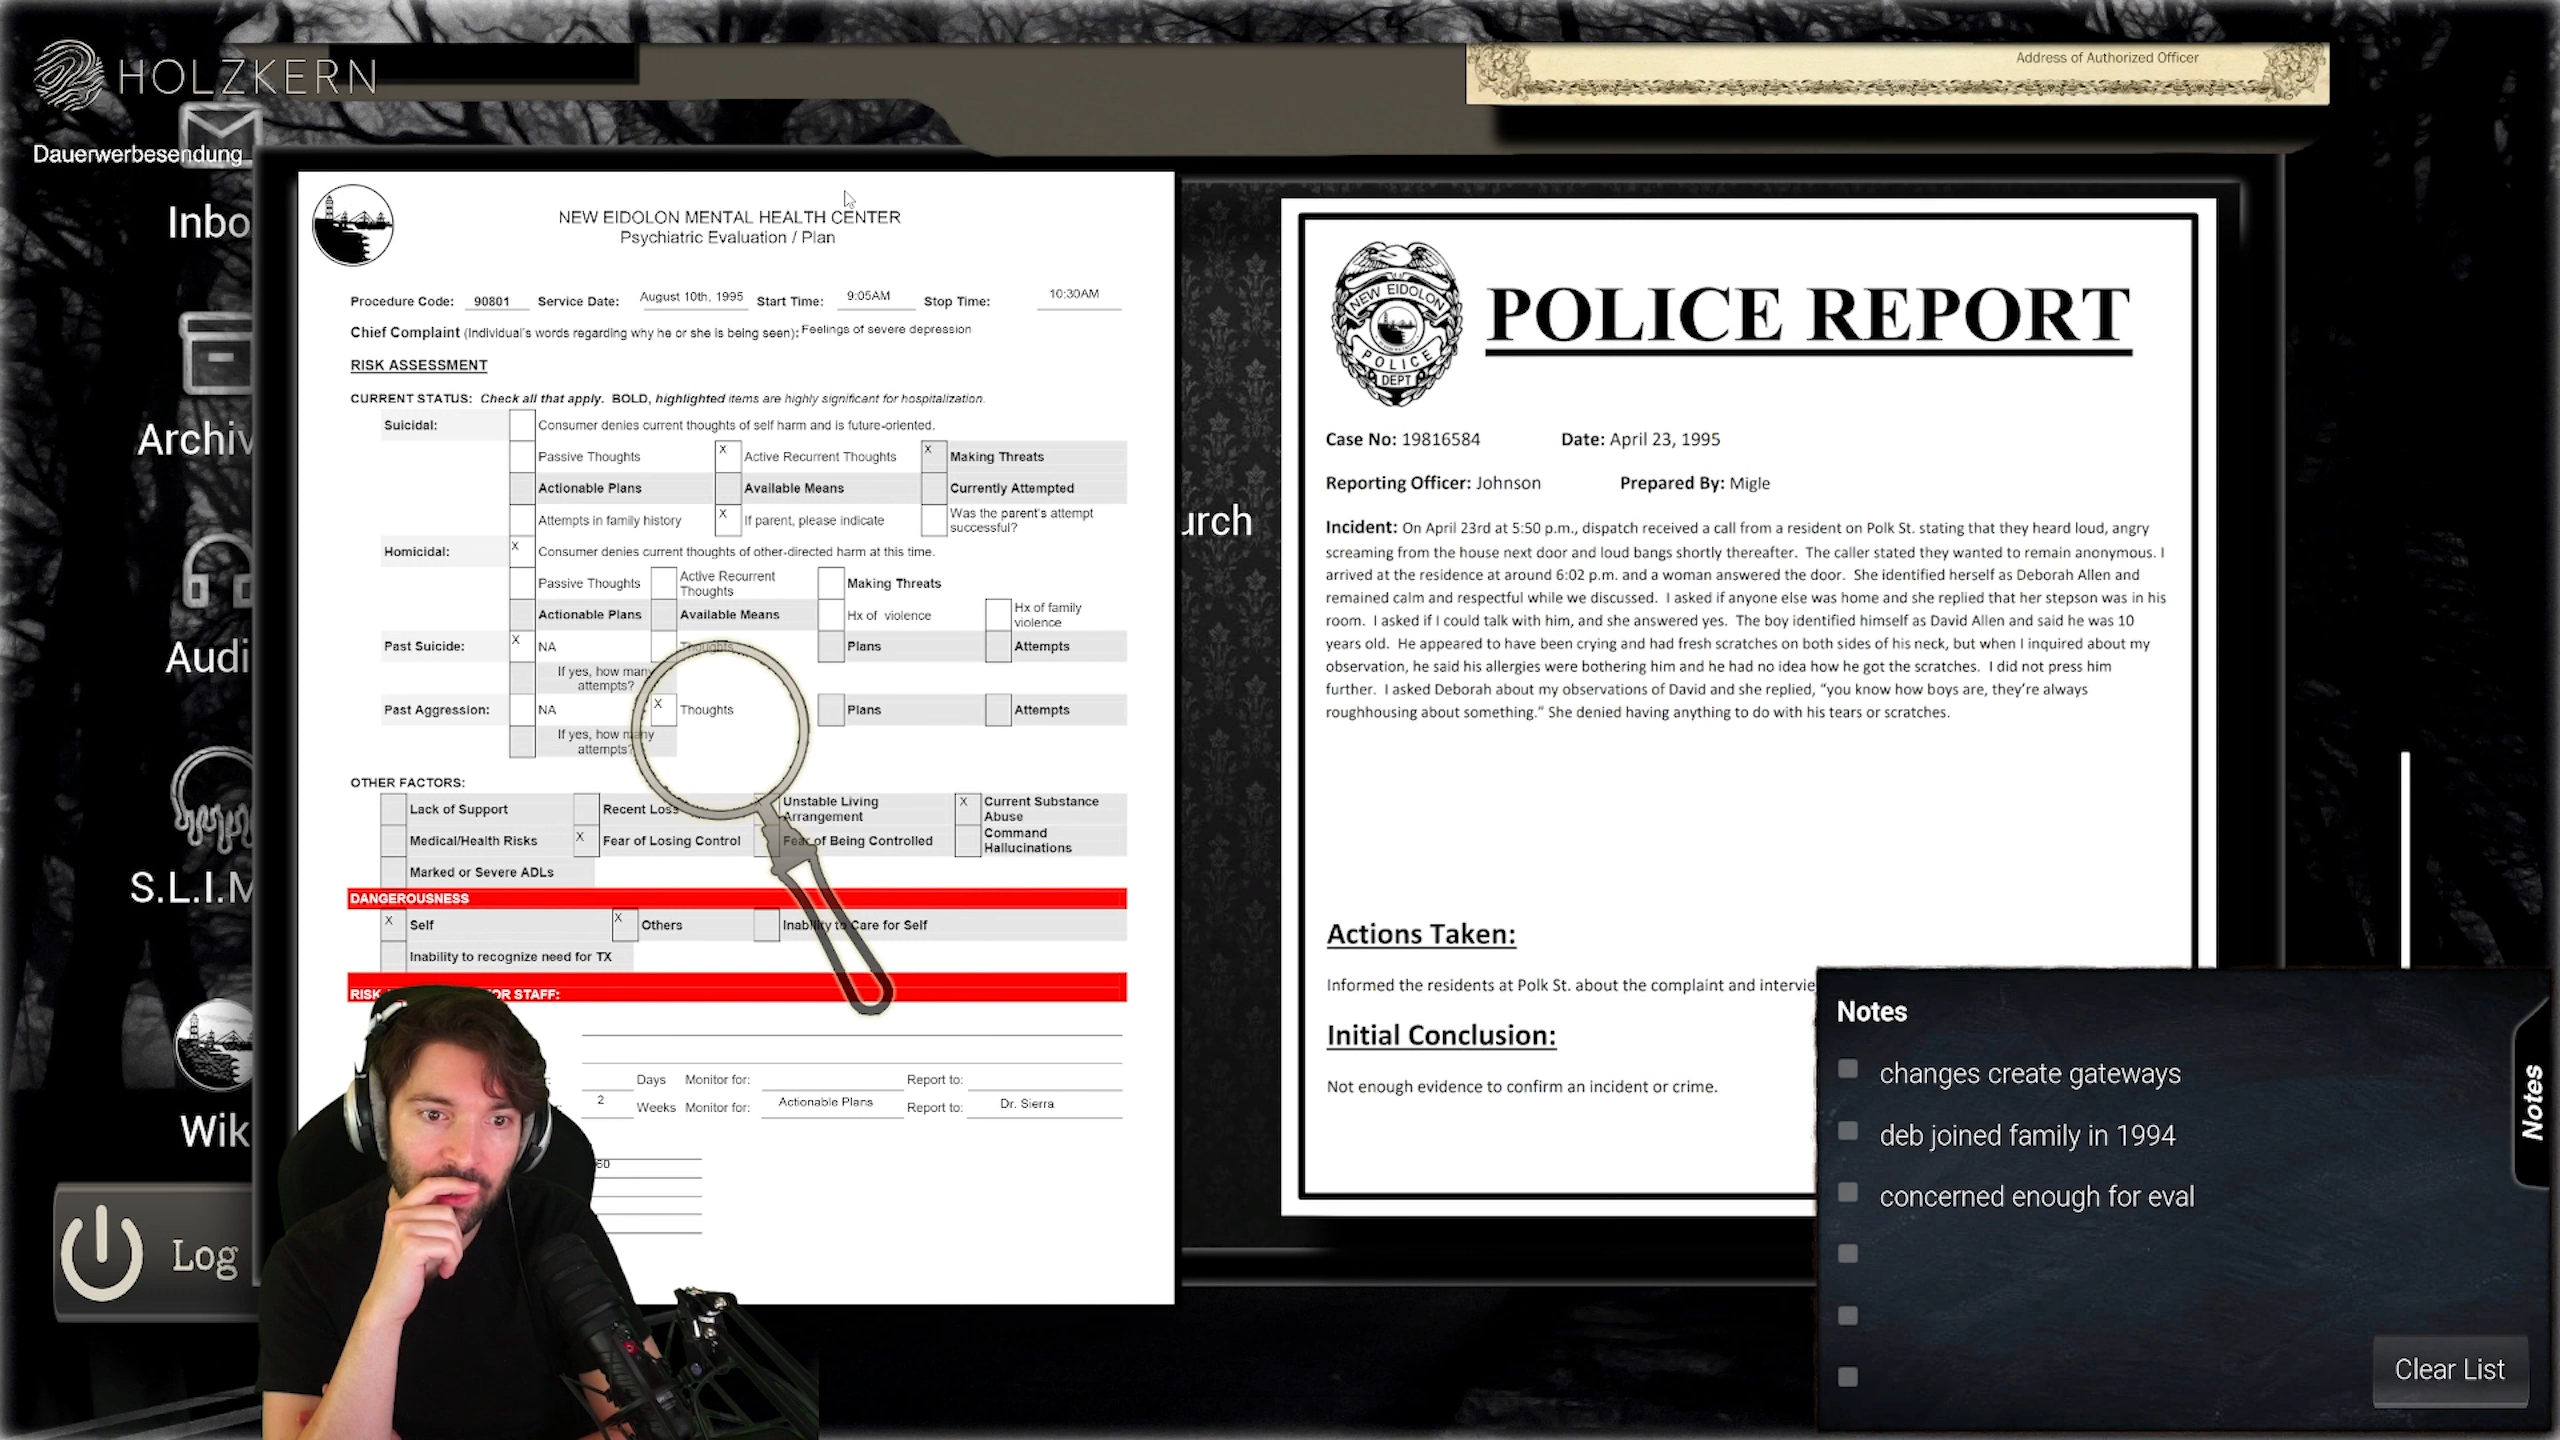 HOLZKERN
Dauerwerbesendung
Inbo
Archiv
Audi
S.L.I.M
Wik
Log
Address of Authorized Officer
urch
NEW EIDOLON MENTAL HEALTH CENTER
Psychiatric Evaluation / Plan
Procedure Code: 90801 Service Date: August 10th, 1995 Start Time: 9:05AM Stop Time: 10:30AM
Chief Complaint (Individual's words regarding why he or she is being seen): Feelings of severe depression
RISK ASSESSMENT
CURRENT STATUS: Check all that apply. BOLD, highlighted items are highly significant for hospitalization.
Suicidal: Consumer denies current thoughts of self harm and is future-oriented.
Passive Thoughts X Active Recurrent Thoughts X Making Threats
Actionable Plans Available Means Currently Attempted
Attempts in family history X If parent, please indicate Was the parent's attempt successful?
Homicidal: X Consumer denies current thoughts of other-directed harm at this time.
Passive Thoughts Active Recurrent Thoughts Making Threats
Actionable Plans Available Means Hx of violence Hx of family violence
Past Suicide: X NA Thoughts Plans Attempts
If yes, how many attempts?
Past Aggression: NA X Thoughts Plans Attempts
If yes, how many attempts?
OTHER FACTORS:
Lack of Support Recent Loss Unstable Living Arrangement X Current Substance Abuse
Medical/Health Risks X Fear of Losing Control Fear of Being Controlled Command Hallucinations
Marked or Severe ADLs
DANGEROUSNESS
X Self X Others Inability to Care for Self
Inability to recognize need for TX
RISK OR STAFF:
Days Monitor for: Report to:
2 Weeks Monitor for: Actionable Plans Report to: Dr. Sierra
60
NEW EIDOLON
POLICE
DEPT
POLICE REPORT
Case No: 19816584 Date: April 23, 1995
Reporting Officer: Johnson Prepared By: Migle
Incident: On April 23rd at 5:50 p.m., dispatch received a call from a resident on Polk St. stating that they heard loud, angry
screaming from the house next door and loud bangs shortly thereafter. The caller stated they wanted to remain anonymous. I
arrived at the residence at around 6:02 p.m. and a woman answered the door. She identified herself as Deborah Allen and
remained calm and respectful while we discussed. I asked if anyone else was home and she replied that her stepson was in his
room. I asked if I could talk with him, and she answered yes. The boy identified himself as David Allen and said he was 10
years old. He appeared to have been crying and had fresh scratches on both sides of his neck, but when I inquired about my
observation, he said his allergies were bothering him and he had no idea how he got the scratches. I did not press him
further. I asked Deborah about my observations of David and she replied, “you know how boys are, they’re always
roughhousing about something.” She denied having anything to do with his tears or scratches.
Actions Taken:
Informed the residents at Polk St. about the complaint and intervie
Initial Conclusion:
Not enough evidence to confirm an incident or crime.
Notes
changes create gateways
deb joined family in 1994
concerned enough for eval
Clear List
Notes